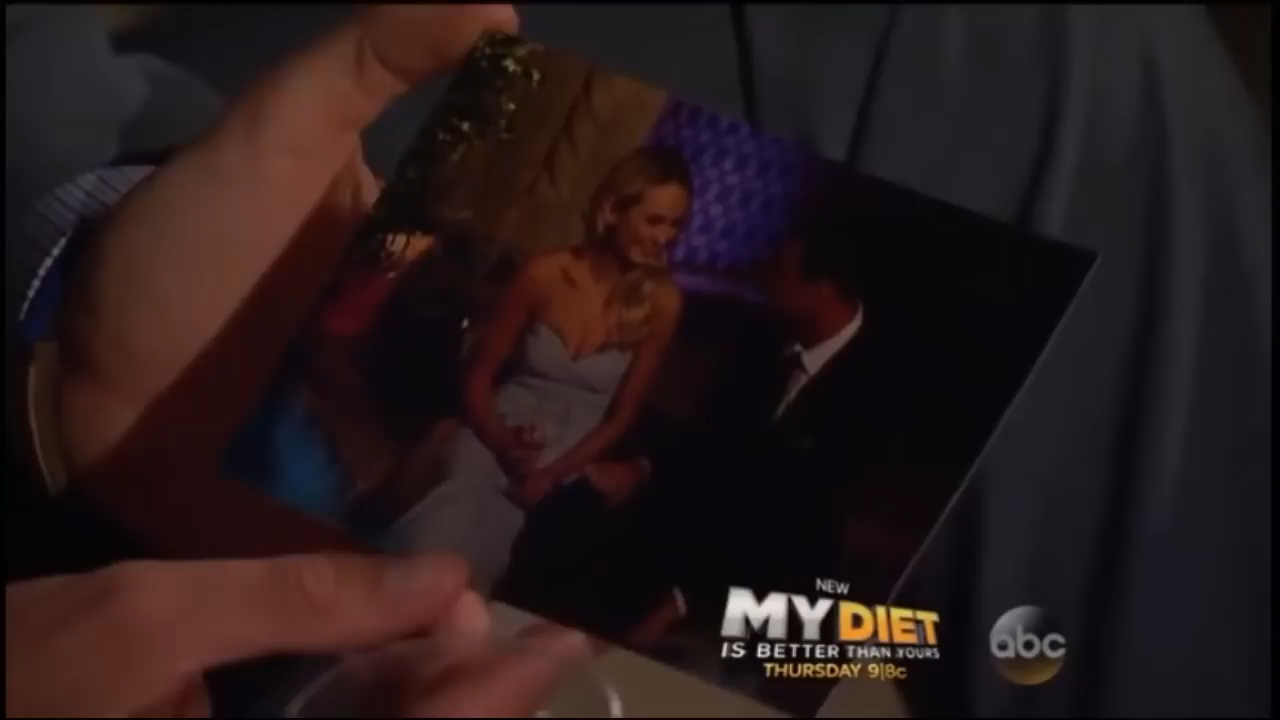 NEW
MY DIET
IS BETTER THAN YOURS
THURSDAY 9|8c
abc